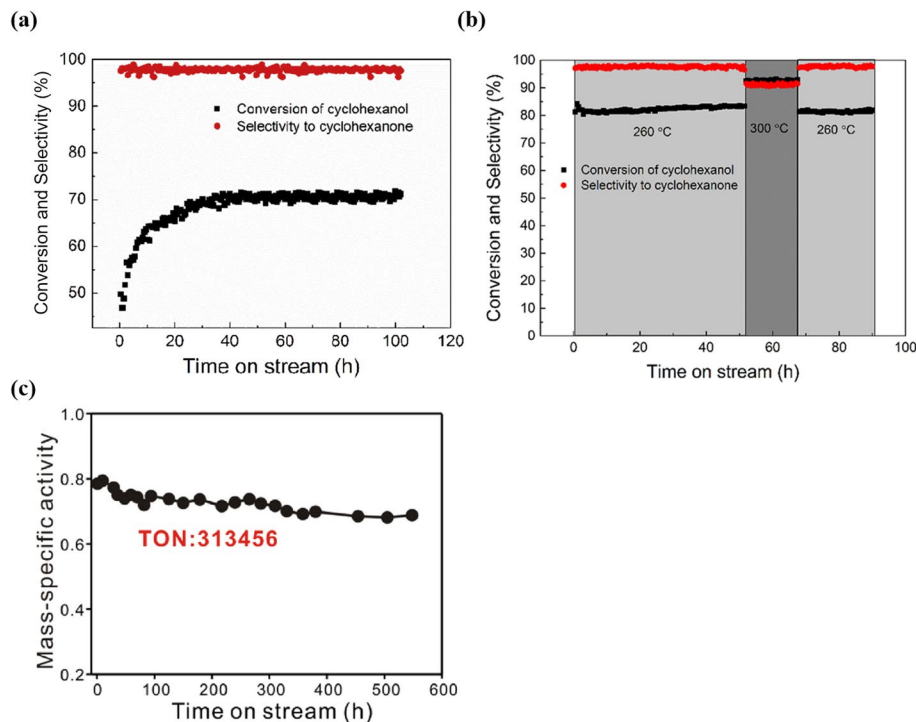 (a)
100
90
80
70
60
50
Conversion and Selectivity (%)
Conversion of cyclohexanol
Selectivity to cyclohexanone
0 20 40 60 80 100 120
Time on stream (h)
(b)
100
90
80
70
60
50
40
30
20
10
0
Conversion and Selectivity (%)
260 °C
300 °C
260 °C
Conversion of cyclohexanol
Selectivity to cyclohexanone
0 20 40 60 80 100
Time on stream (h)
(c)
1.0
0.8
0.6
0.4
0.2
Mass-specific activity
TON:313456
0 100 200 300 400 500 600
Time on stream (h)